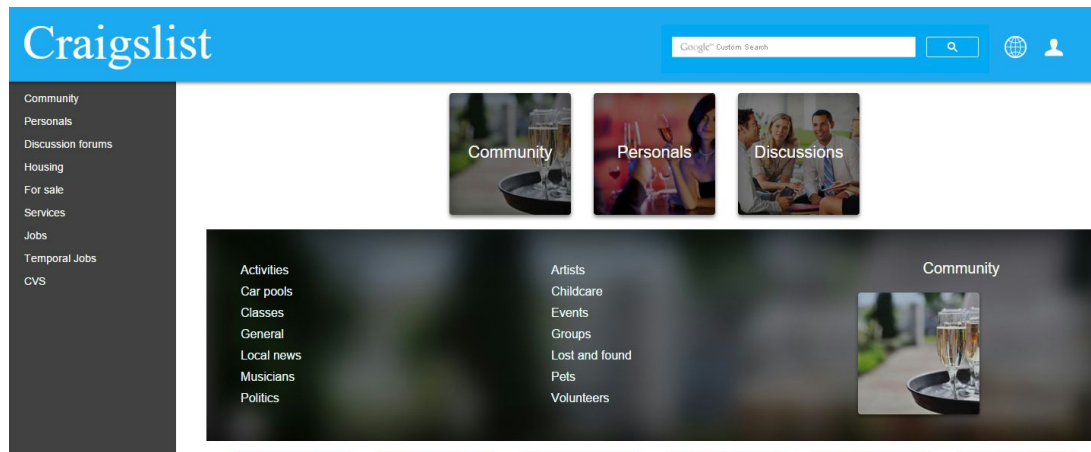 Craigslist
Google™ Custom Search
Community
Personals
Discussion forums
Housing
For sale
Services
Jobs
Temporal Jobs
CVS
Community
Personals
Discussions
Activities
Car pools
Classes
General
Local news
Musicians
Politics
Artists
Childcare
Events
Groups
Lost and found
Pets
Volunteers
Community